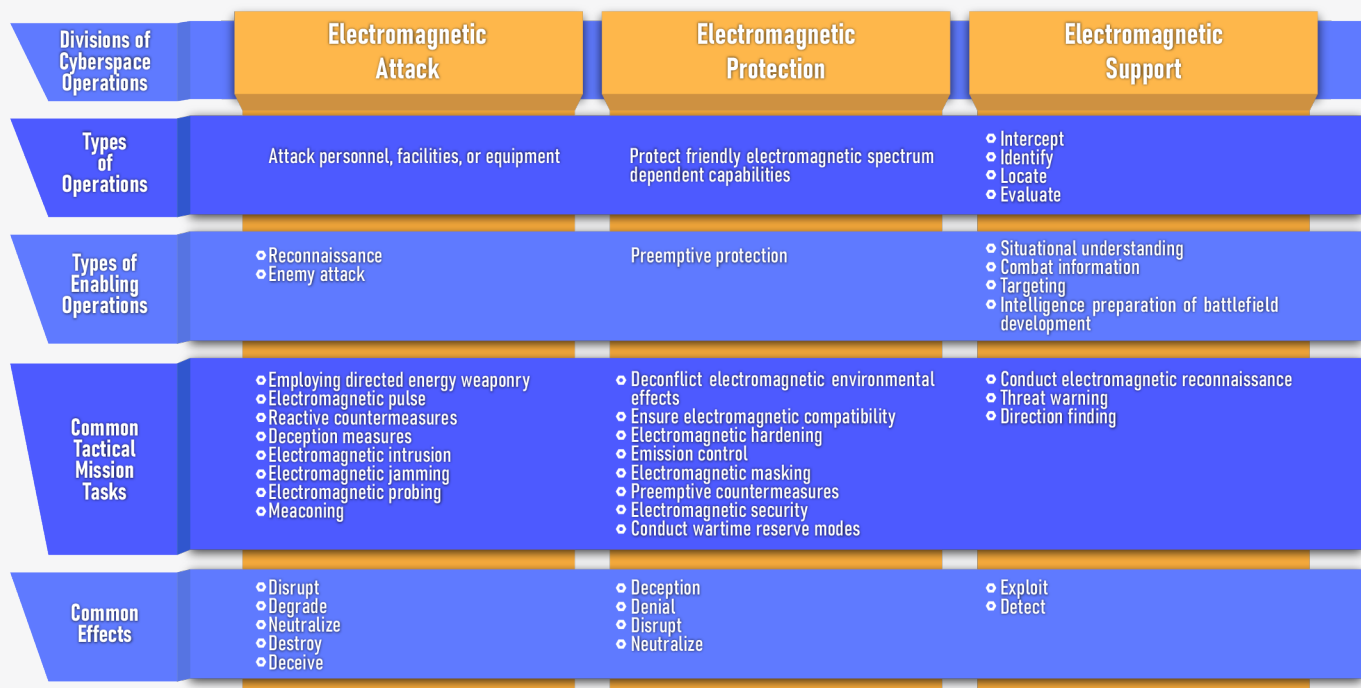 Divisions of
Cyberspace
Operations
Electromagnetic
Attack
Electromagnetic
Protection
Electromagnetic
Support
Types
of
Operations
Attack personnel, facilities, or equipment
Protect friendly electromagnetic spectrum
dependent capabilities
Intercept
Identify
Locate
Evaluate
Types of
Enabling
Operations
Reconnaissance
Enemy attack
Preemptive protection
Situational understanding
Combat information
Targeting
Intelligence preparation of battlefield
development
Common
Tactical
Mission
Tasks
Employing directed energy weaponry
Electromagnetic pulse
Reactive countermeasures
Deception measures
Electromagnetic intrusion
Electromagnetic jamming
Electromagnetic probing
Meaconing
Deconflict electromagnetic environmental
effects
Ensure electromagnetic compatibility
Electromagnetic hardening
Emission control
Electromagnetic masking
Preemptive countermeasures
Electromagnetic security
Conduct wartime reserve modes
Conduct electromagnetic reconnaissance
Threat warning
Direction finding
Common
Effects
Disrupt
Degrade
Neutralize
Destroy
Deceive
Deception
Denial
Disrupt
Neutralize
Exploit
Detect